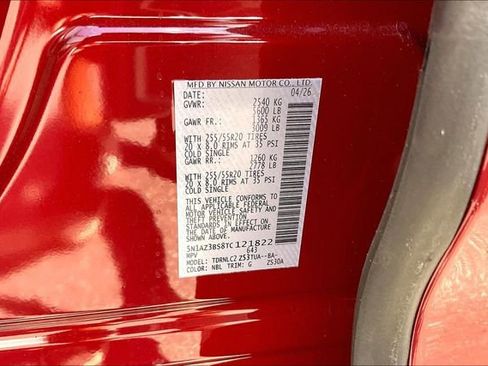 MFD BY NISSAN MOTOR CO., LTD.
DATE: 04/26
GVWR: 2540 KG
5600 LB
GAWR FR.: 1365 KG
3009 LB
WITH 255/55R20 TIRES
20 X 8.0 RIMS AT 35 PSI
COLD SINGLE
GAWR RR.: 1260 KG
2778 LB
WITH 255/55R20 TIRES
20 X 8.0 RIMS AT 35 PSI
COLD SINGLE
THIS VEHICLE CONFORMS TO
ALL APPLICABLE FEDERAL
MOTOR VEHICLE SAFETY AND
THEFT PREVENTION
STANDARDS IN EFFECT ON
THE DATE OF MANUFACTURE
SHOWN ABOVE.
5N1AZ3BS8TC121822
MPV 643
MODEL: TDRNLCZ Z53TUA--BA-
COLOR: NBL TRIM: G Z530A